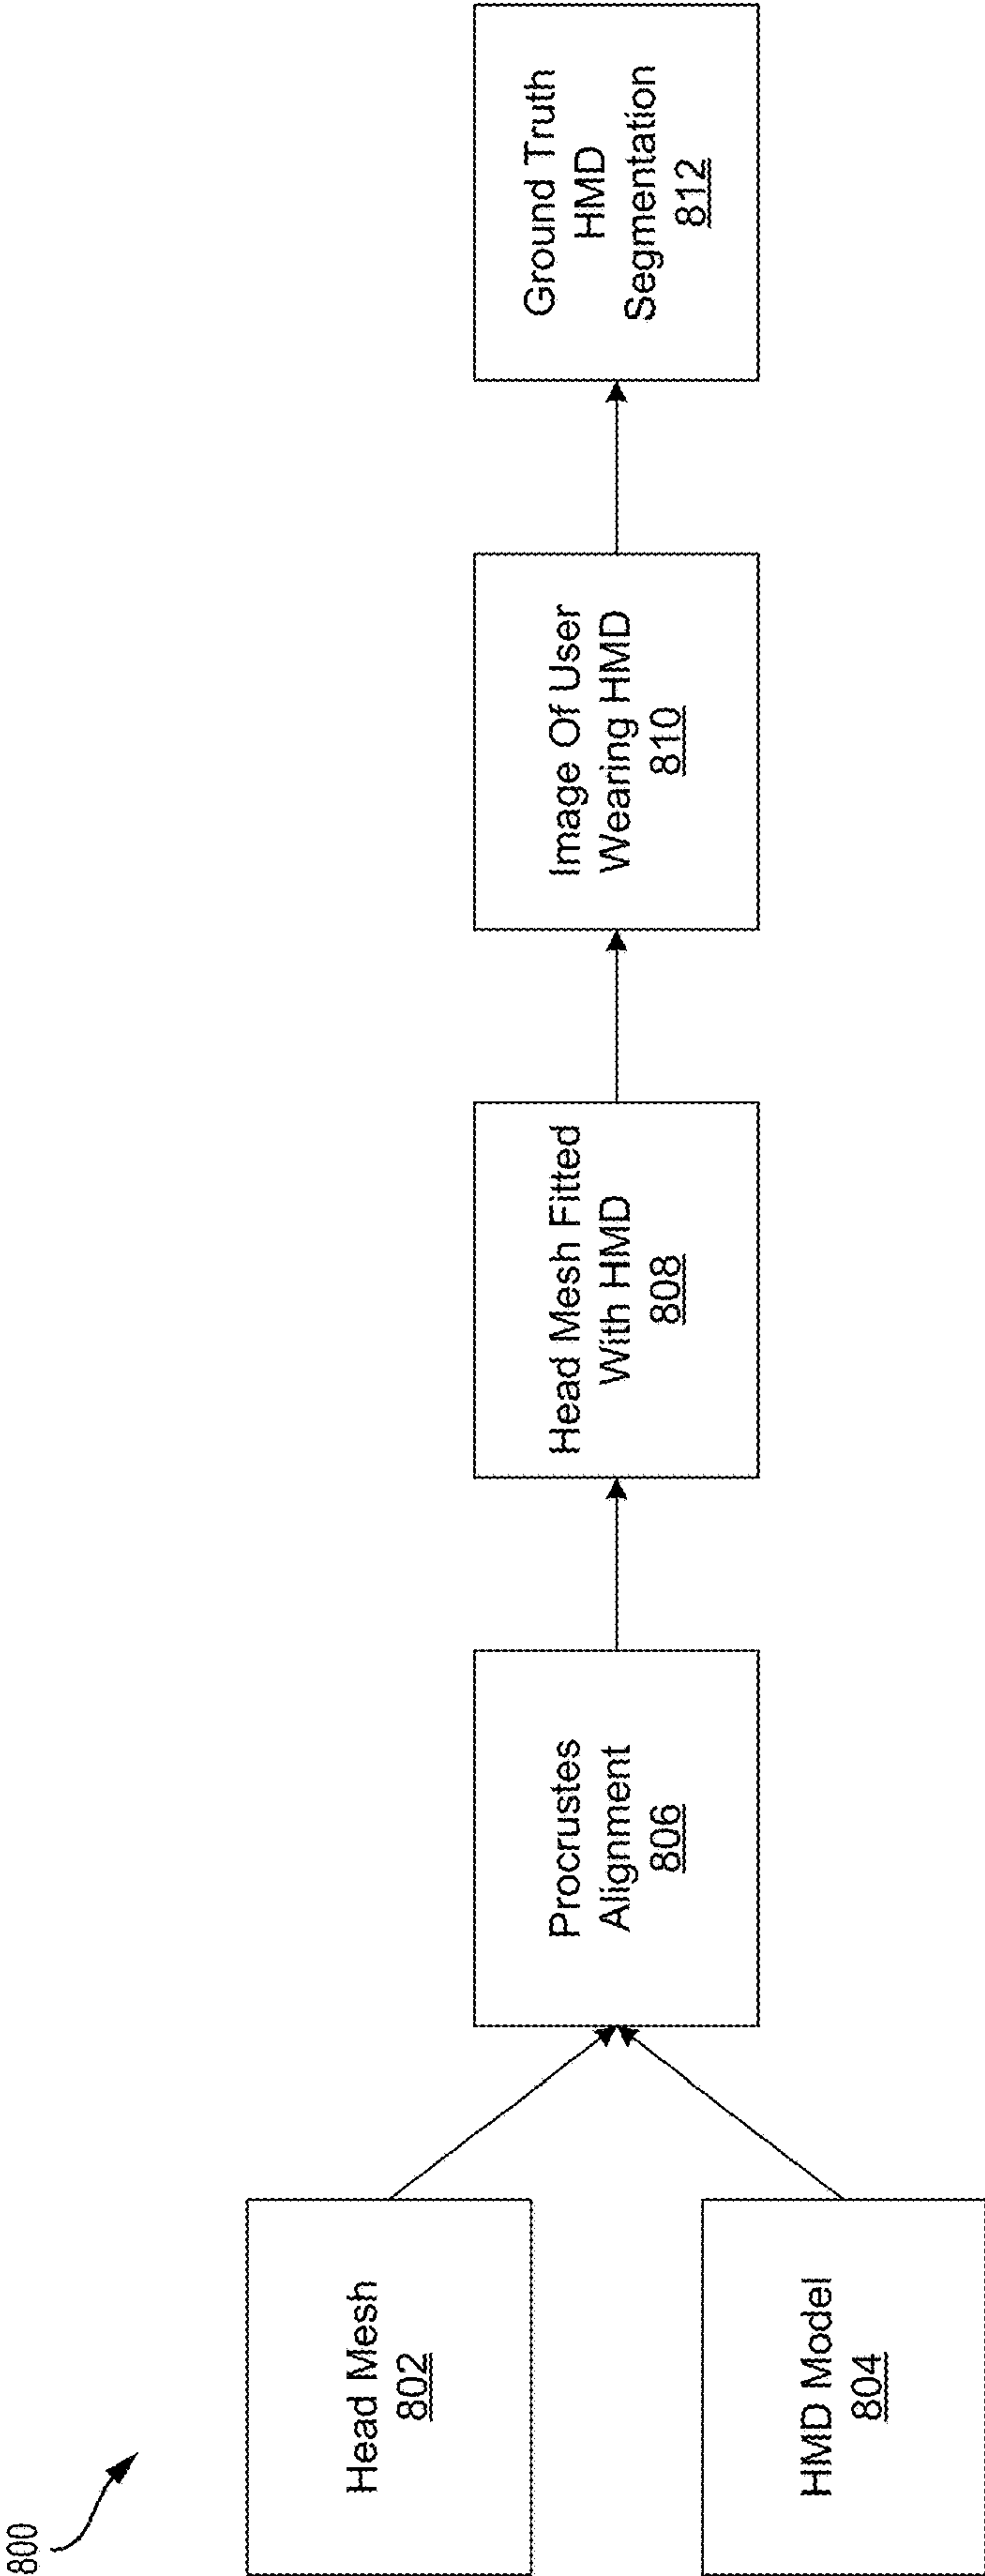 800
Head Mesh
802
HMD Model
804
Procrustes
Alignment
806
Head Mesh Fitted
With HMD
808
Image Of User
Wearing HMD
810
Ground Truth
HMD
Segmentation
812